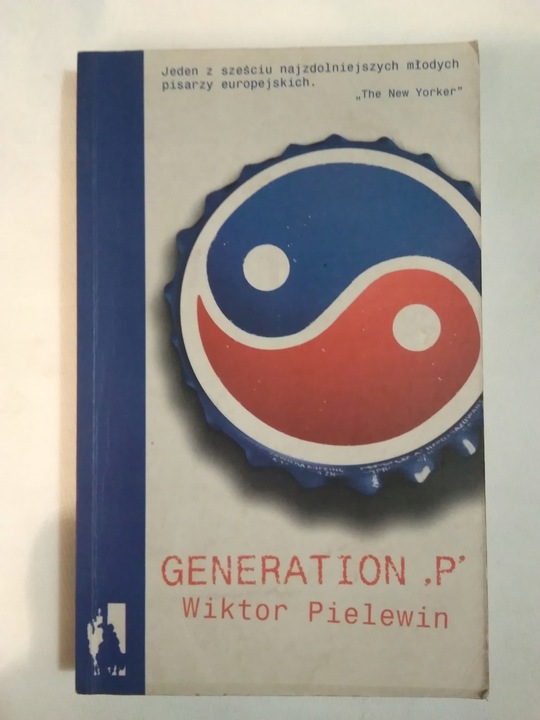 Jeden z sześciu najzdolniejszych młodych
pisarzy europejskich.
„The New Yorker"
GENERATION ‚P’
Wiktor Pielewin